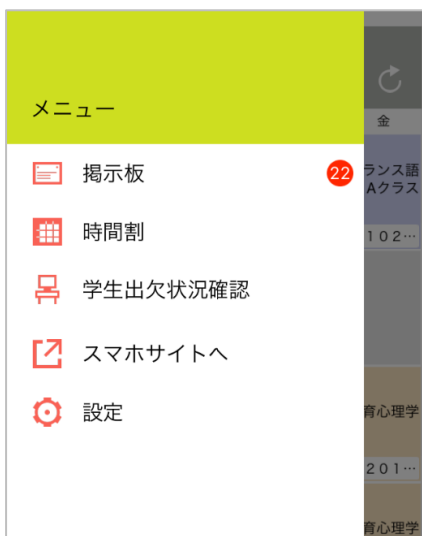 メニュー
金
掲示板
22
ランス語
Aクラス
時間割
102…
学生出欠状況確認
スマホサイトへ
設定
育心理学
201…
育心理学